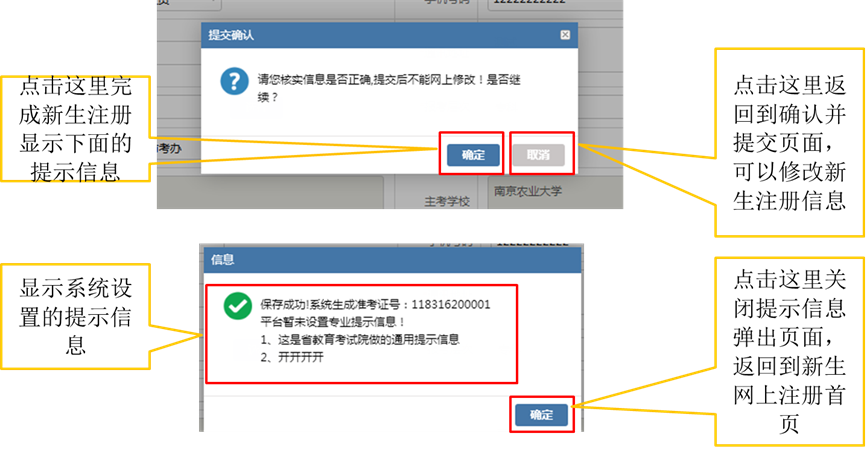 提交确认
请您核实信息是否正确,提交后不能网上修改！是否继
续？
确定
取消
考办
主考学校
南京农业大学
点击这里完
成新生注册
显示下面的
提示信息
点击这里返
回到确认并
提交页面，
可以修改新
生注册信息
信息
保存成功!系统生成准考证号：118316200001
平台暂未设置专业提示信息！
1、这是省教育考试院做的通用提示信息
2、开开开开
确定
显示系统设
置的提示信
息
点击这里关
闭提示信息
弹出页面，
返回到新生
网上注册首
页